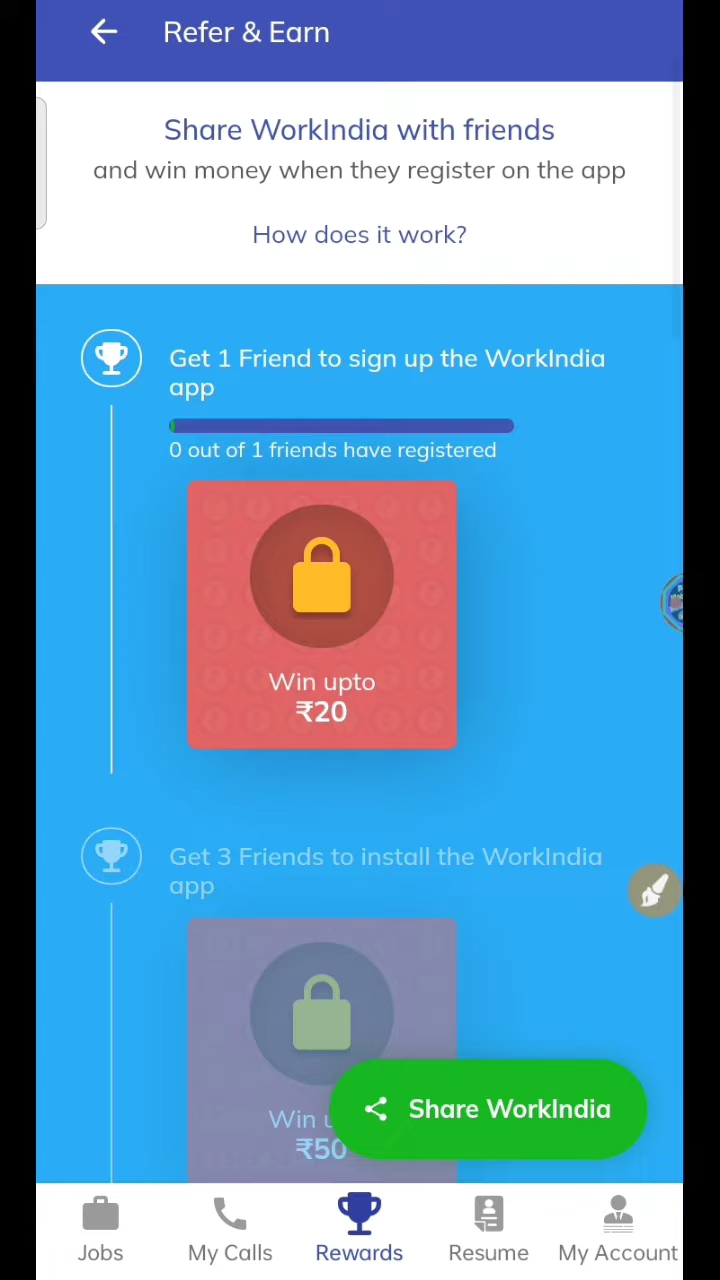 Refer & Earn
Share WorkIndia with friends
and win money when they register on the app
How does it work?
Get 1 Friend to sign up the WorkIndia
app
0 out of 1 friends have registered
Win upto
₹20
Get 3 Friends to install the WorkIndia
app
Win u
₹50
Share WorkIndia
Jobs
My Calls
Rewards
Resume
My Account